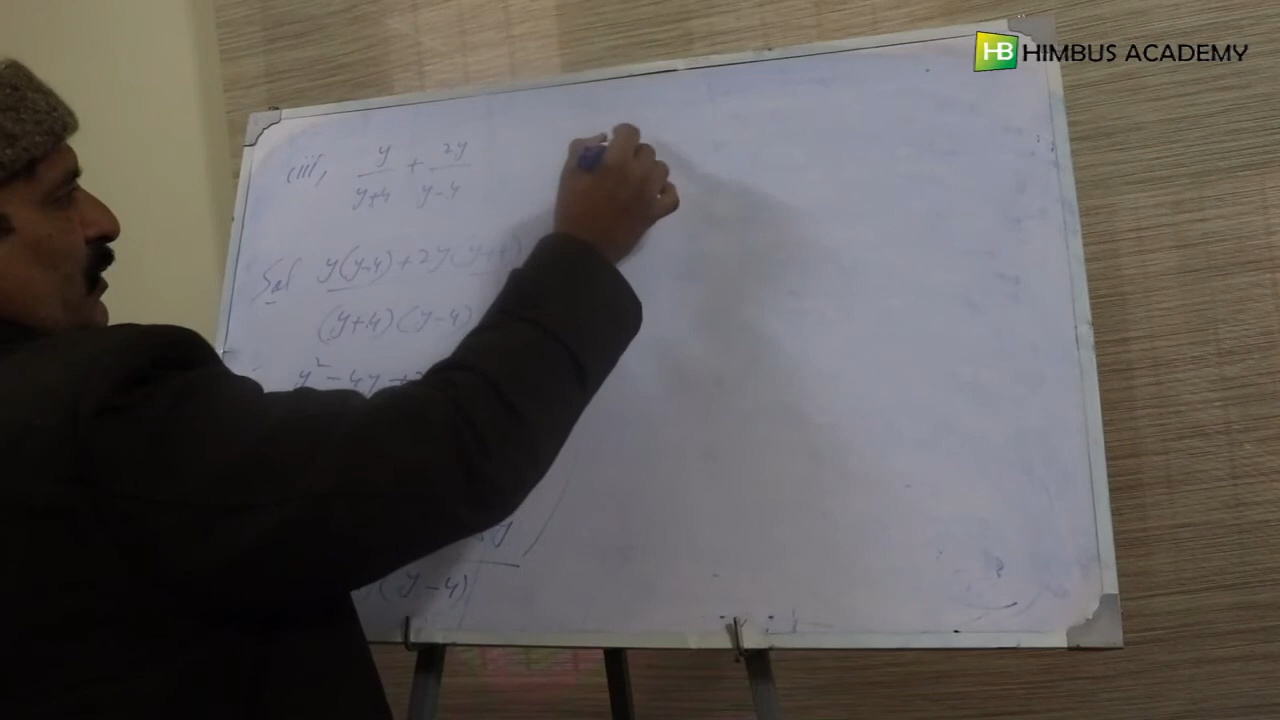 HB HIMBUS ACADEMY
(iii, y/y+4 + 2y/y-4
Sol y(y-4) + 2y(y+4)
(y+4)(y-4)
y² - 4y +
y
(y-4)